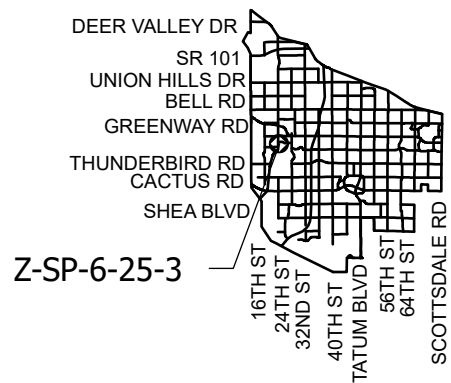 DEER VALLEY DR
SR 101
UNION HILLS DR
BELL RD
GREENWAY RD
THUNDERBIRD RD
CACTUS RD
SHEA BLVD
Z-SP-6-25-3
16TH ST
24TH ST
32ND ST
40TH ST
TATUM BLVD
56TH ST
64TH ST
SCOTTSDALE RD